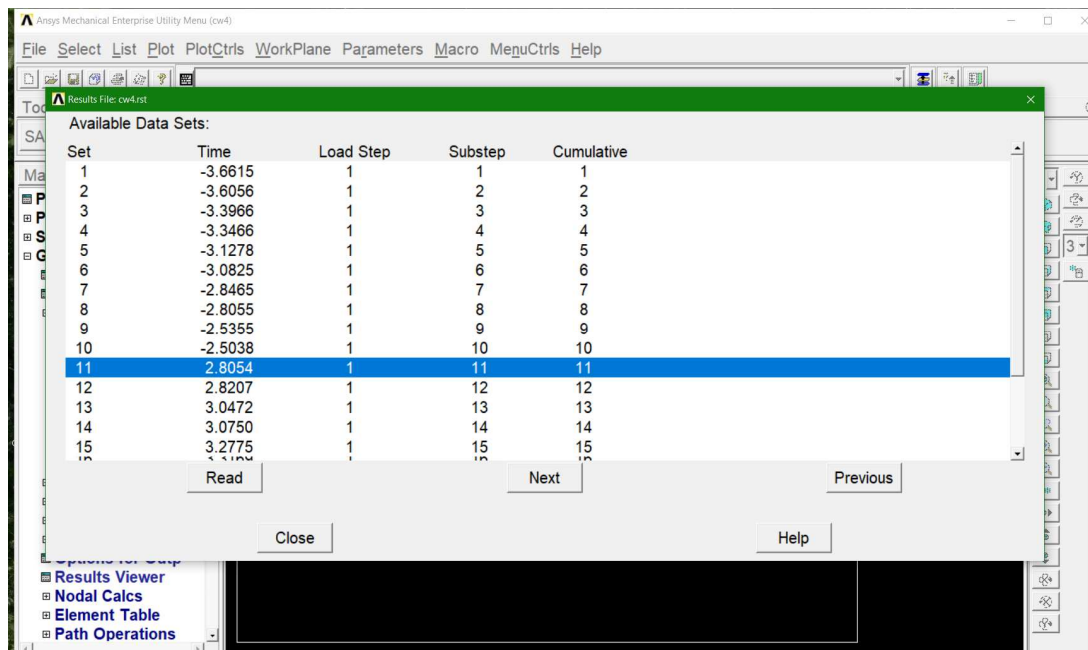 Ansys Mechanical Enterprise Utility Menu (cw4)
File Select List Plot PlotCtrls WorkPlane Parameters Macro MenuCtrls Help
Results File: cw4.rst
Available Data Sets:
Set Time Load Step Substep Cumulative
1 -3.6615 1 1 1
2 -3.6056 1 2 2
3 -3.3966 1 3 3
4 -3.3466 1 4 4
5 -3.1278 1 5 5
6 -3.0825 1 6 6
7 -2.8465 1 7 7
8 -2.8055 1 8 8
9 -2.5355 1 9 9
10 -2.5038 1 10 10
11 2.8054 1 11 11
12 2.8207 1 12 12
13 3.0472 1 13 13
14 3.0750 1 14 14
15 3.2775 1 15 15
Read Next Previous
Close Help
3
Results Viewer
Nodal Calcs
Element Table
Path Operations